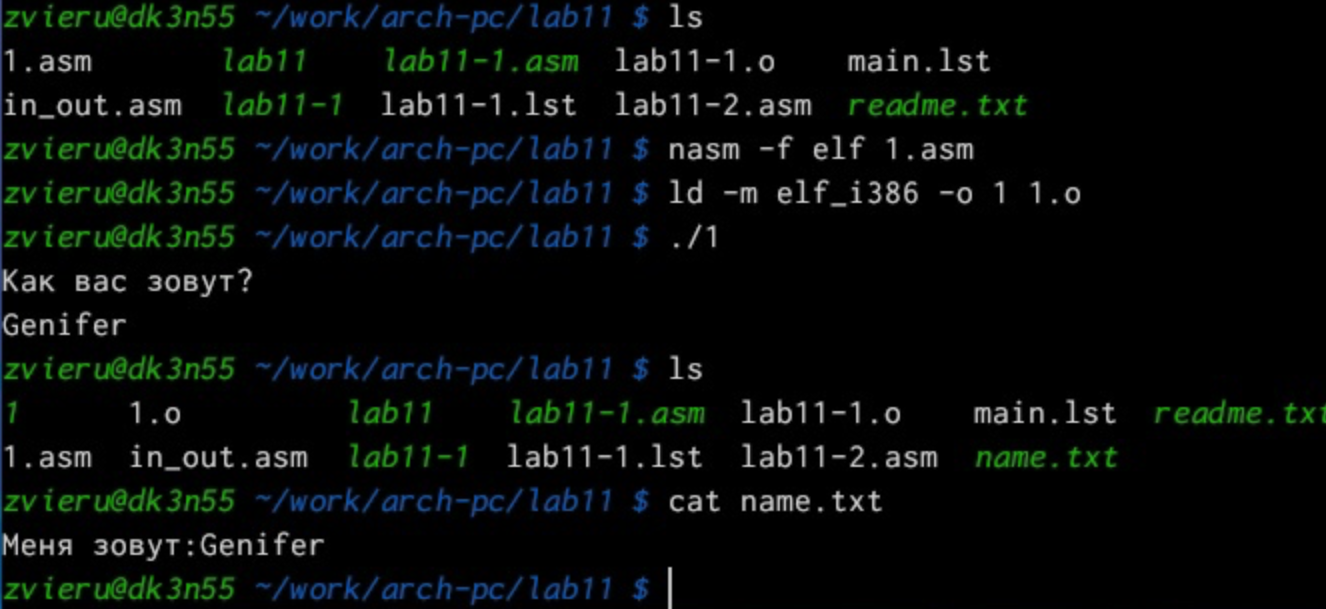 zvieru@dk3n55 ~/work/arch-pc/lab11 $ ls
1.asm lab11 lab11-1.asm lab11-1.o main.lst
in_out.asm lab11-1 lab11-1.lst lab11-2.asm readme.txt
zvieru@dk3n55 ~/work/arch-pc/lab11 $ nasm -f elf 1.asm
zvieru@dk3n55 ~/work/arch-pc/lab11 $ ld -m elf_i386 -o 1 1.o
zvieru@dk3n55 ~/work/arch-pc/lab11 $ ./1
Как вас зовут?
Genifer
zvieru@dk3n55 ~/work/arch-pc/lab11 $ ls
1 1.o lab11 lab11-1.asm lab11-1.o main.lst readme.txt
1.asm in_out.asm lab11-1 lab11-1.lst lab11-2.asm name.txt
zvieru@dk3n55 ~/work/arch-pc/lab11 $ cat name.txt
Меня зовут:Genifer
zvieru@dk3n55 ~/work/arch-pc/lab11 $